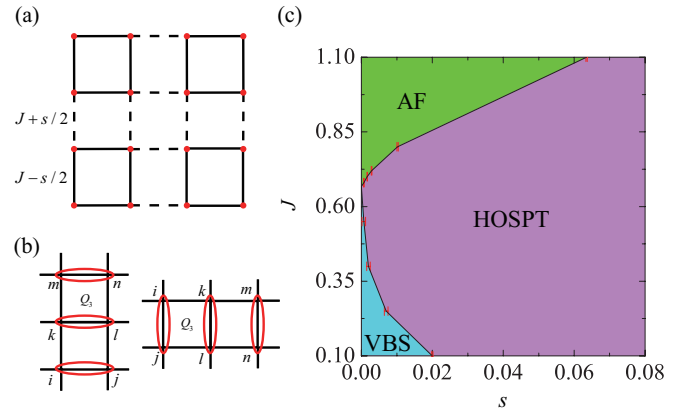 (a)
J + s/2
J − s/2
(b)
m n
Q₃
k l
i j
i k m
Q₃
j l n
(c)
1.10
0.85
0.60
0.35
0.10
J
AF
HOSPT
VBS
0.00 0.02 0.04 0.06 0.08
s